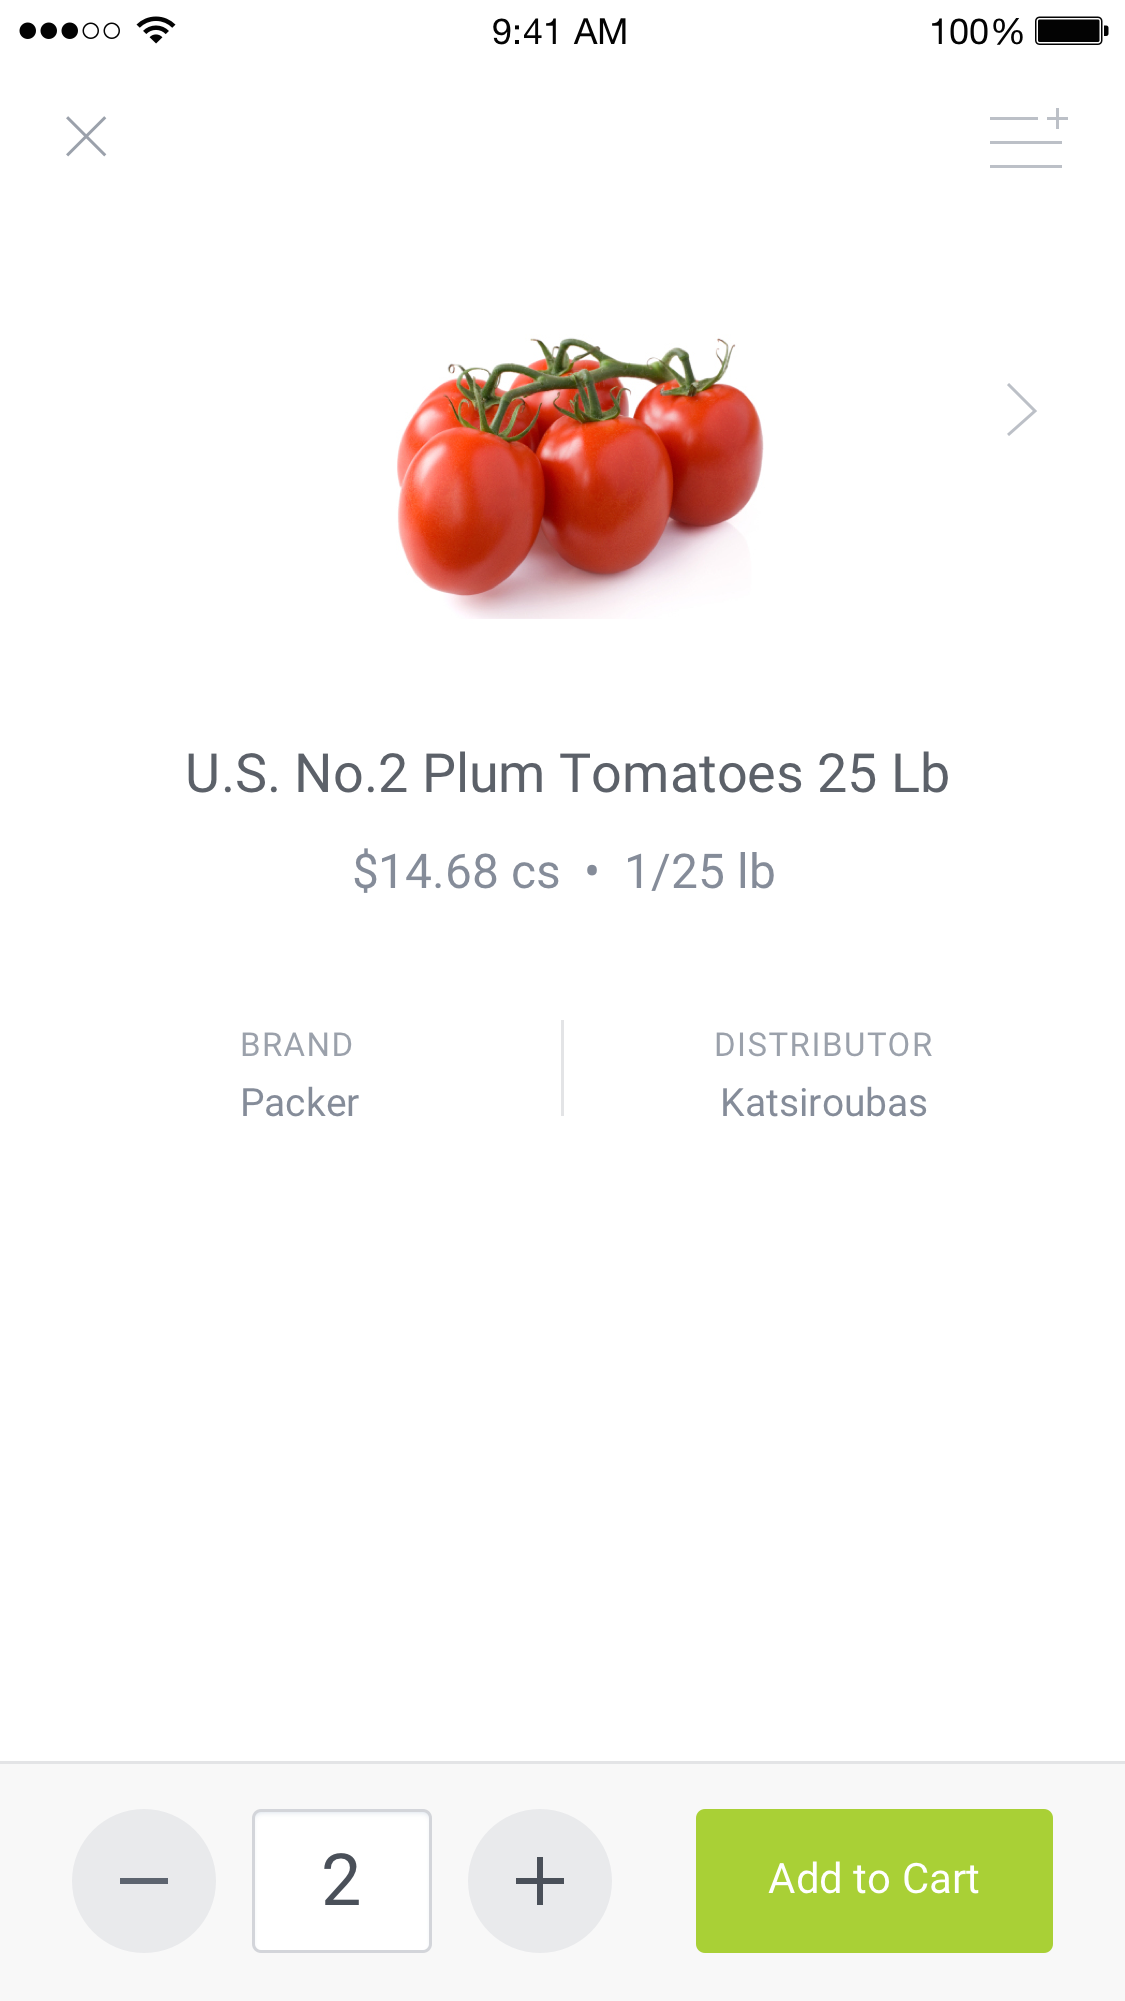 9:41 AM 100%
U.S. No.2 Plum Tomatoes 25 Lb
$14.68 cs • 1/25 lb
BRAND DISTRIBUTOR
Packer Katsiroubas
2 Add to Cart